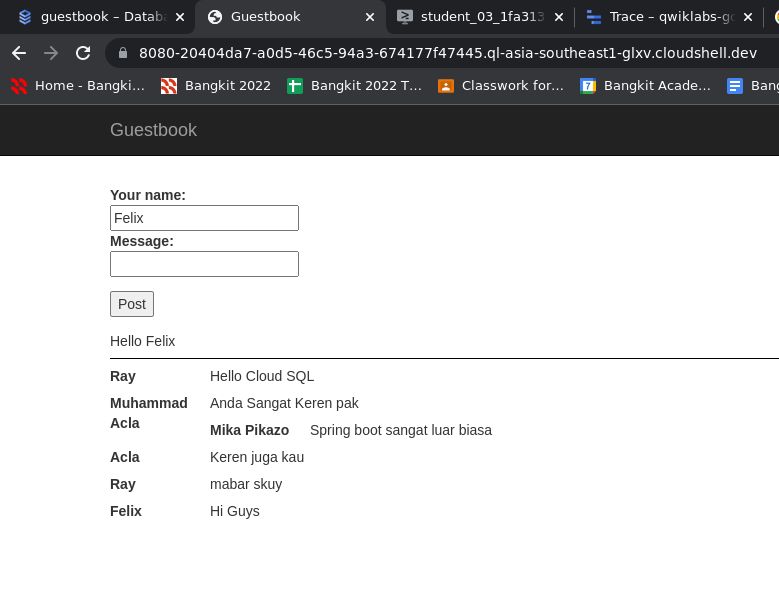 guestbook – Databa
Guestbook
student_03_1fa313
Trace – qwiklabs-gc
8080-20404da7-a0d5-46c5-94a3-674177f47445.ql-asia-southeast1-glxv.cloudshell.dev
Home - Bangki… Bangkit 2022 Bangkit 2022 T… Classwork for… 7 Bangkit Acade… Bang
Guestbook
Your name:
Felix
Message:
Post
Hello Felix
Ray Hello Cloud SQL
Muhammad Anda Sangat Keren pak
Acla
Mika Pikazo Spring boot sangat luar biasa
Acla Keren juga kau
Ray mabar skuy
Felix Hi Guys